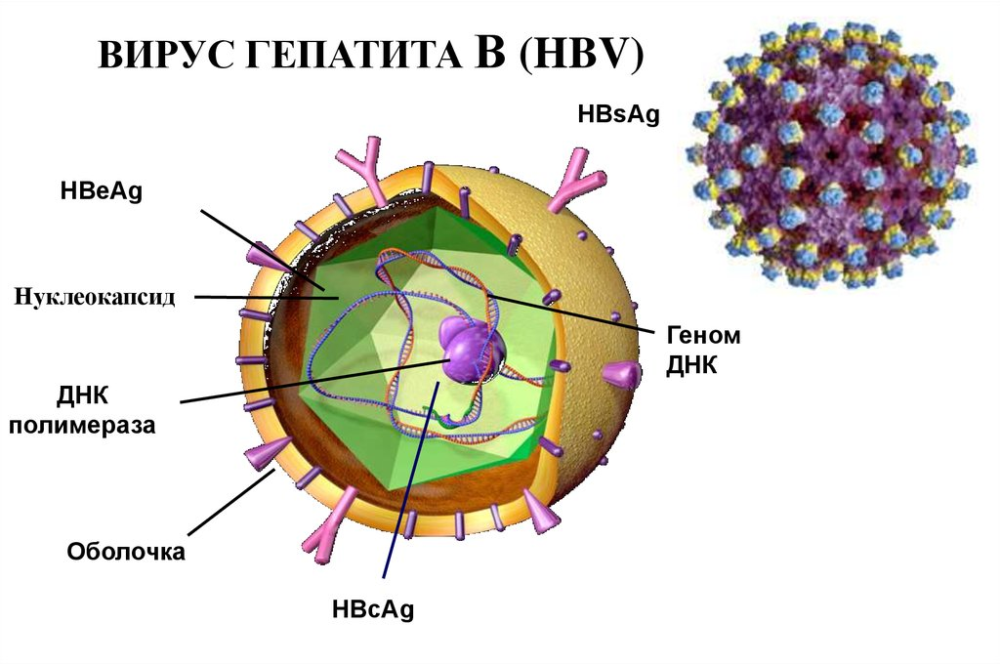 ВИРУС ГЕПАТИТА В (HBV)
HBsAg
HBeAg
Нуклеокапсид
Геном
ДНК
ДНК
полимераза
Оболочка
HBcAg